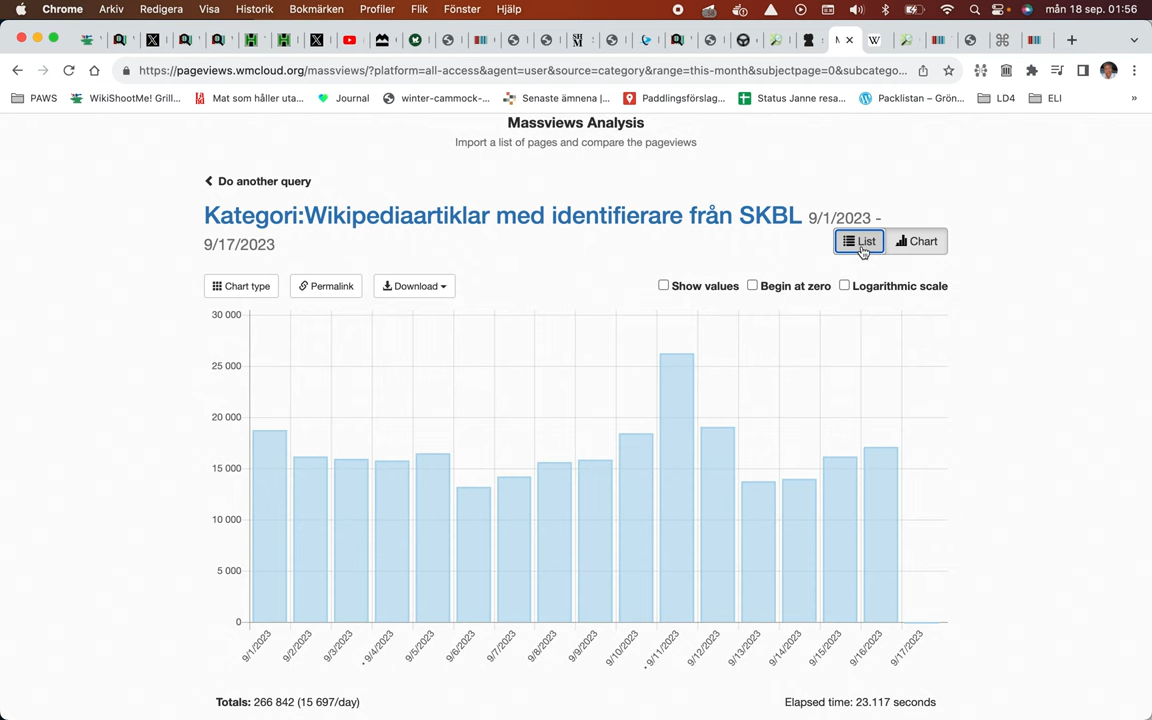 Chrome Arkiv Redigera Visa Historik Bokmärken Profiler Flik Fönster Hjälp mån 18 sep. 01:56
https://pageviews.wmcloud.org/massviews/?platform=all-access&agent=user&source=category&range=this-month&subjectpage=0&subcatego...
PAWS WikiShootMe! Grill... Mat som håller uta... Journal winter-cammock-... Senaste ämnena |... Paddlingsförslag... Status Janne resa... Packlistan – Grön... LD4 ELI »
Massviews Analysis
Import a list of pages and compare the pageviews
Do another query
Kategori:Wikipediaartiklar med identifierare från SKBL 9/1/2023 -
9/17/2023
List Chart
Chart type Permalink Download Show values Begin at zero Logarithmic scale
30 000
25 000
20 000
15 000
10 000
5 000
0
9/1/2023 9/2/2023 9/3/2023 9/4/2023 9/5/2023 9/6/2023 9/7/2023 9/8/2023 9/9/2023 9/10/2023 9/11/2023 9/12/2023 9/13/2023 9/14/2023 9/15/2023 9/16/2023 9/17/2023
Totals: 266 842 (15 697/day) Elapsed time: 23.117 seconds